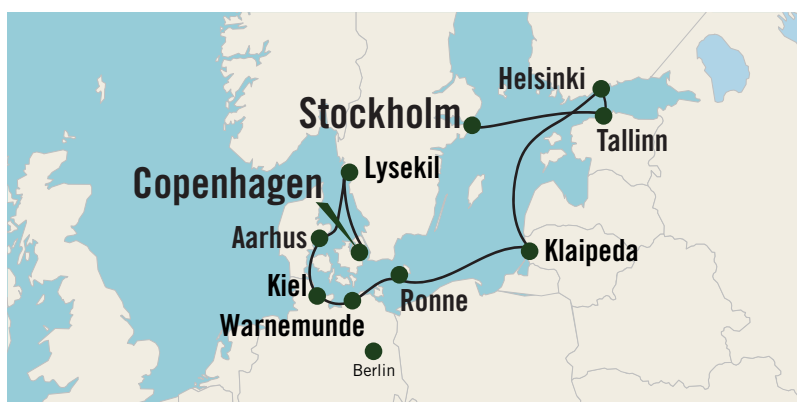 Helsinki
Stockholm
Tallinn
Lysekil
Copenhagen
Aarhus
Klaipeda
Kiel
Ronne
Warnemunde
Berlin